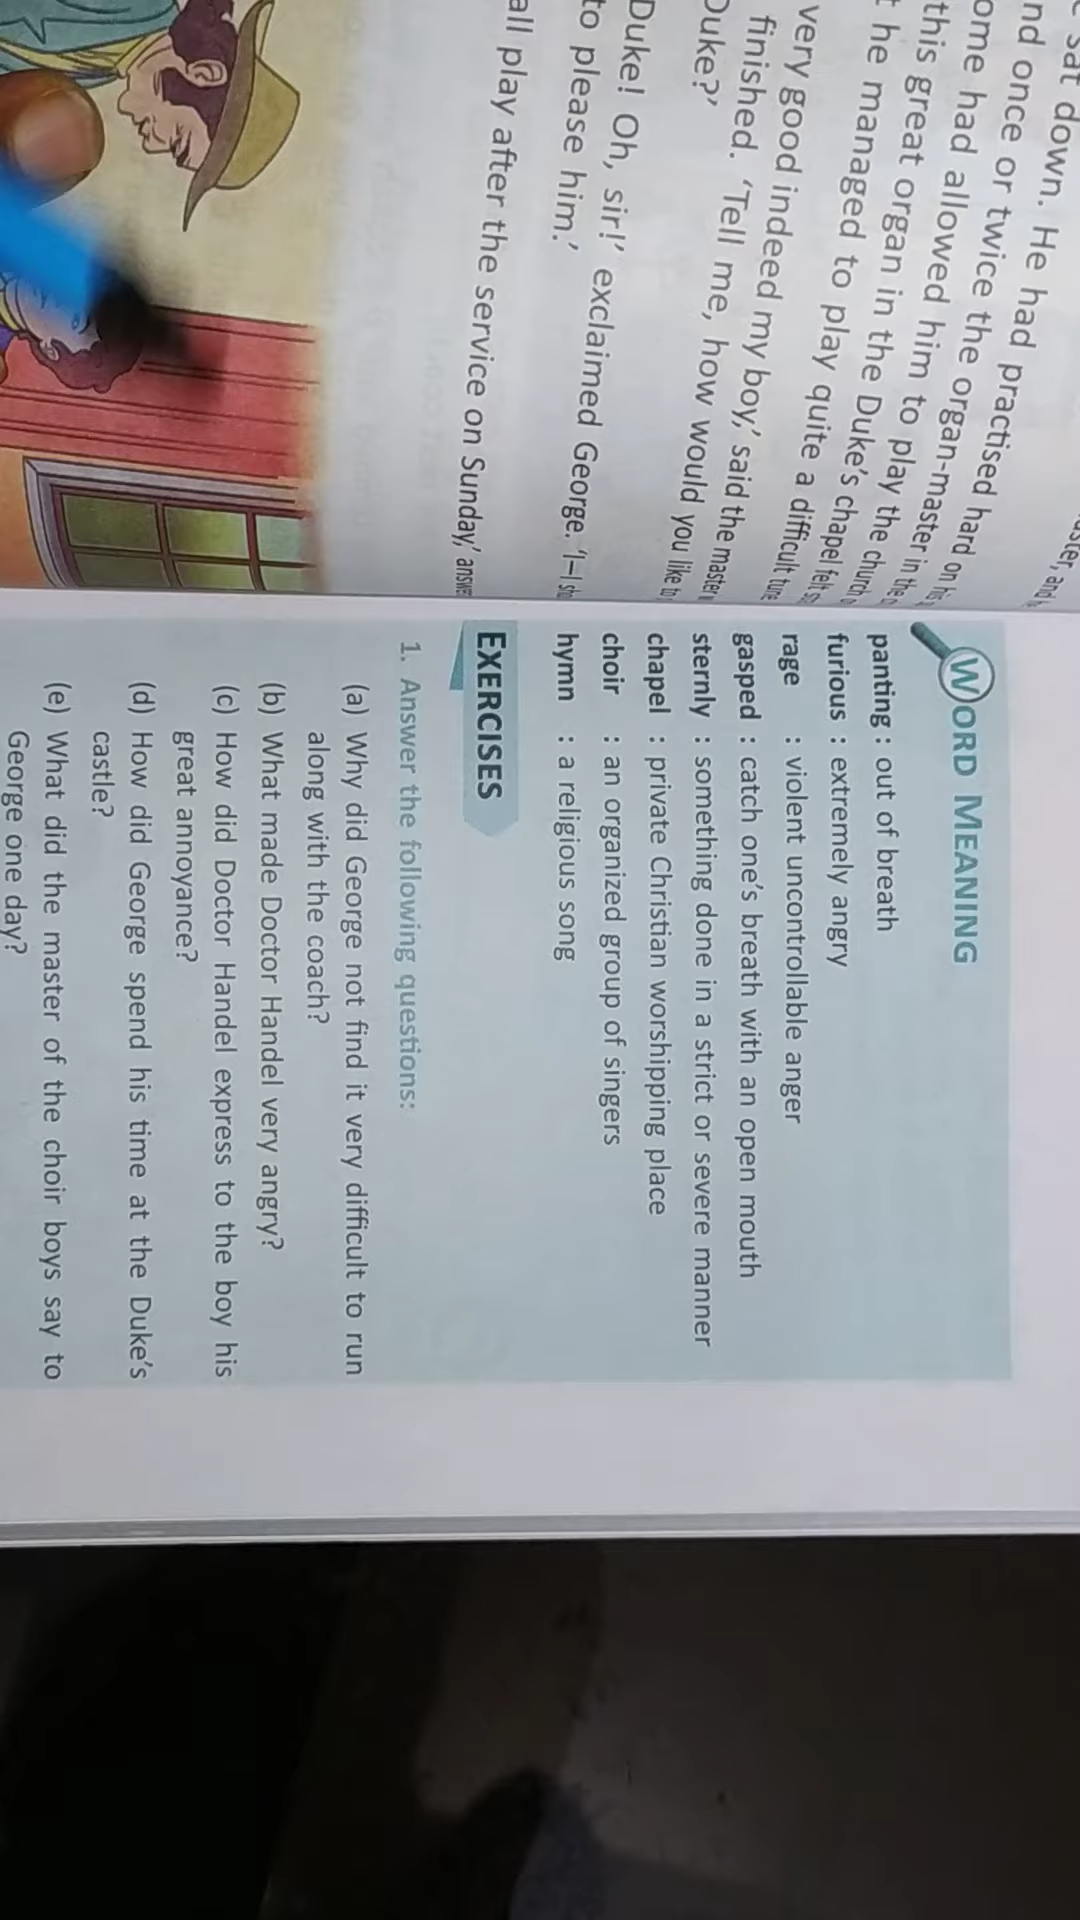 sat down. He had
nd once or twice the organ-master in the
ome had allowed him to play the church
this great organ in the Duke's chapel felt
he managed to play quite a difficult tune
very good indeed my boy,' said the master
finished. 'Tell me, how would you like to
Duke?'
Duke! Oh, sir!' exclaimed George. 'I–I
to please him.'
all play after the service on Sunday,'
WORD MEANING
panting : out of breath
furious : extremely angry
rage : violent uncontrollable anger
gasped : catch one's breath with an open mouth
sternly : something done in a strict or severe manner
chapel : private Christian worshipping place
choir : an organized group of singers
hymn : a religious song
EXERCISES
1. Answer the following questions:
(a) Why did George not find it very difficult to run
along with the coach?
(b) What made Doctor Handel very angry?
(c) How did Doctor Handel express to the boy his
great annoyance?
(d) How did George spend his time at the Duke's
castle?
(e) What did the master of the choir boys say to
George one day?